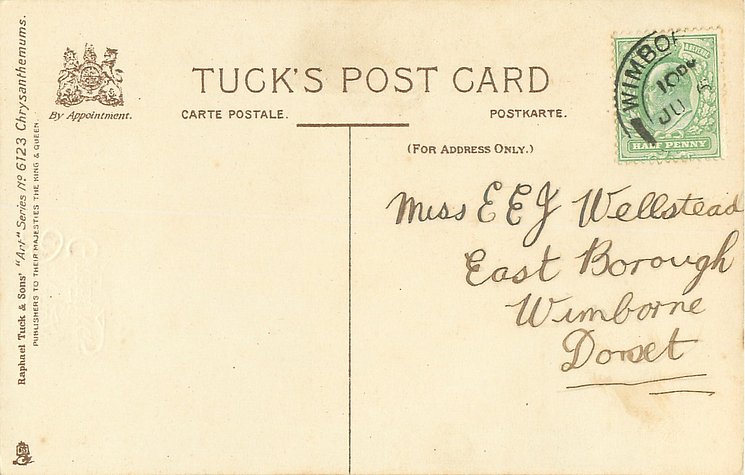 TUCK'S POST CARD
CARTE POSTALE.
POSTKARTE.
(FOR ADDRESS ONLY.)
By Appointment.
Raphael Tuck & Sons' "Art" Series No 6123 Chrysanthemums.
PUBLISHERS TO THEIR MAJESTIES THE KING & QUEEN.
WIMBO
10
JU
HALF PENNY
Miss E E J Wellstead
East Borough
Wimborne
Dorset